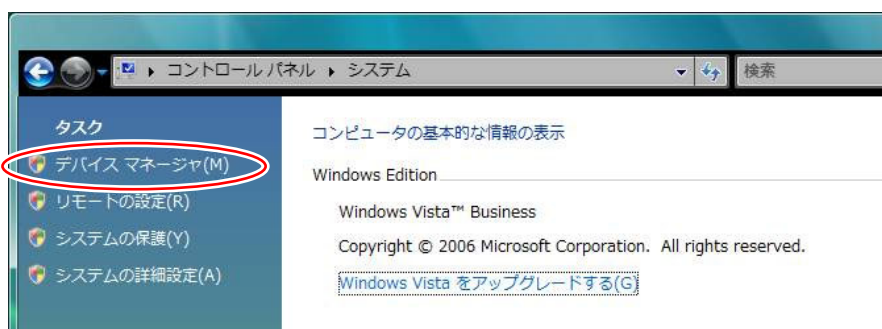 コントロール パネル ▸ システム
検索
タスク
デバイス マネージャ(M)
リモートの設定(R)
システムの保護(Y)
システムの詳細設定(A)
コンピュータの基本的な情報の表示
Windows Edition
Windows Vista™ Business
Copyright © 2006 Microsoft Corporation. All rights reserved.
Windows Vista をアップグレードする(G)